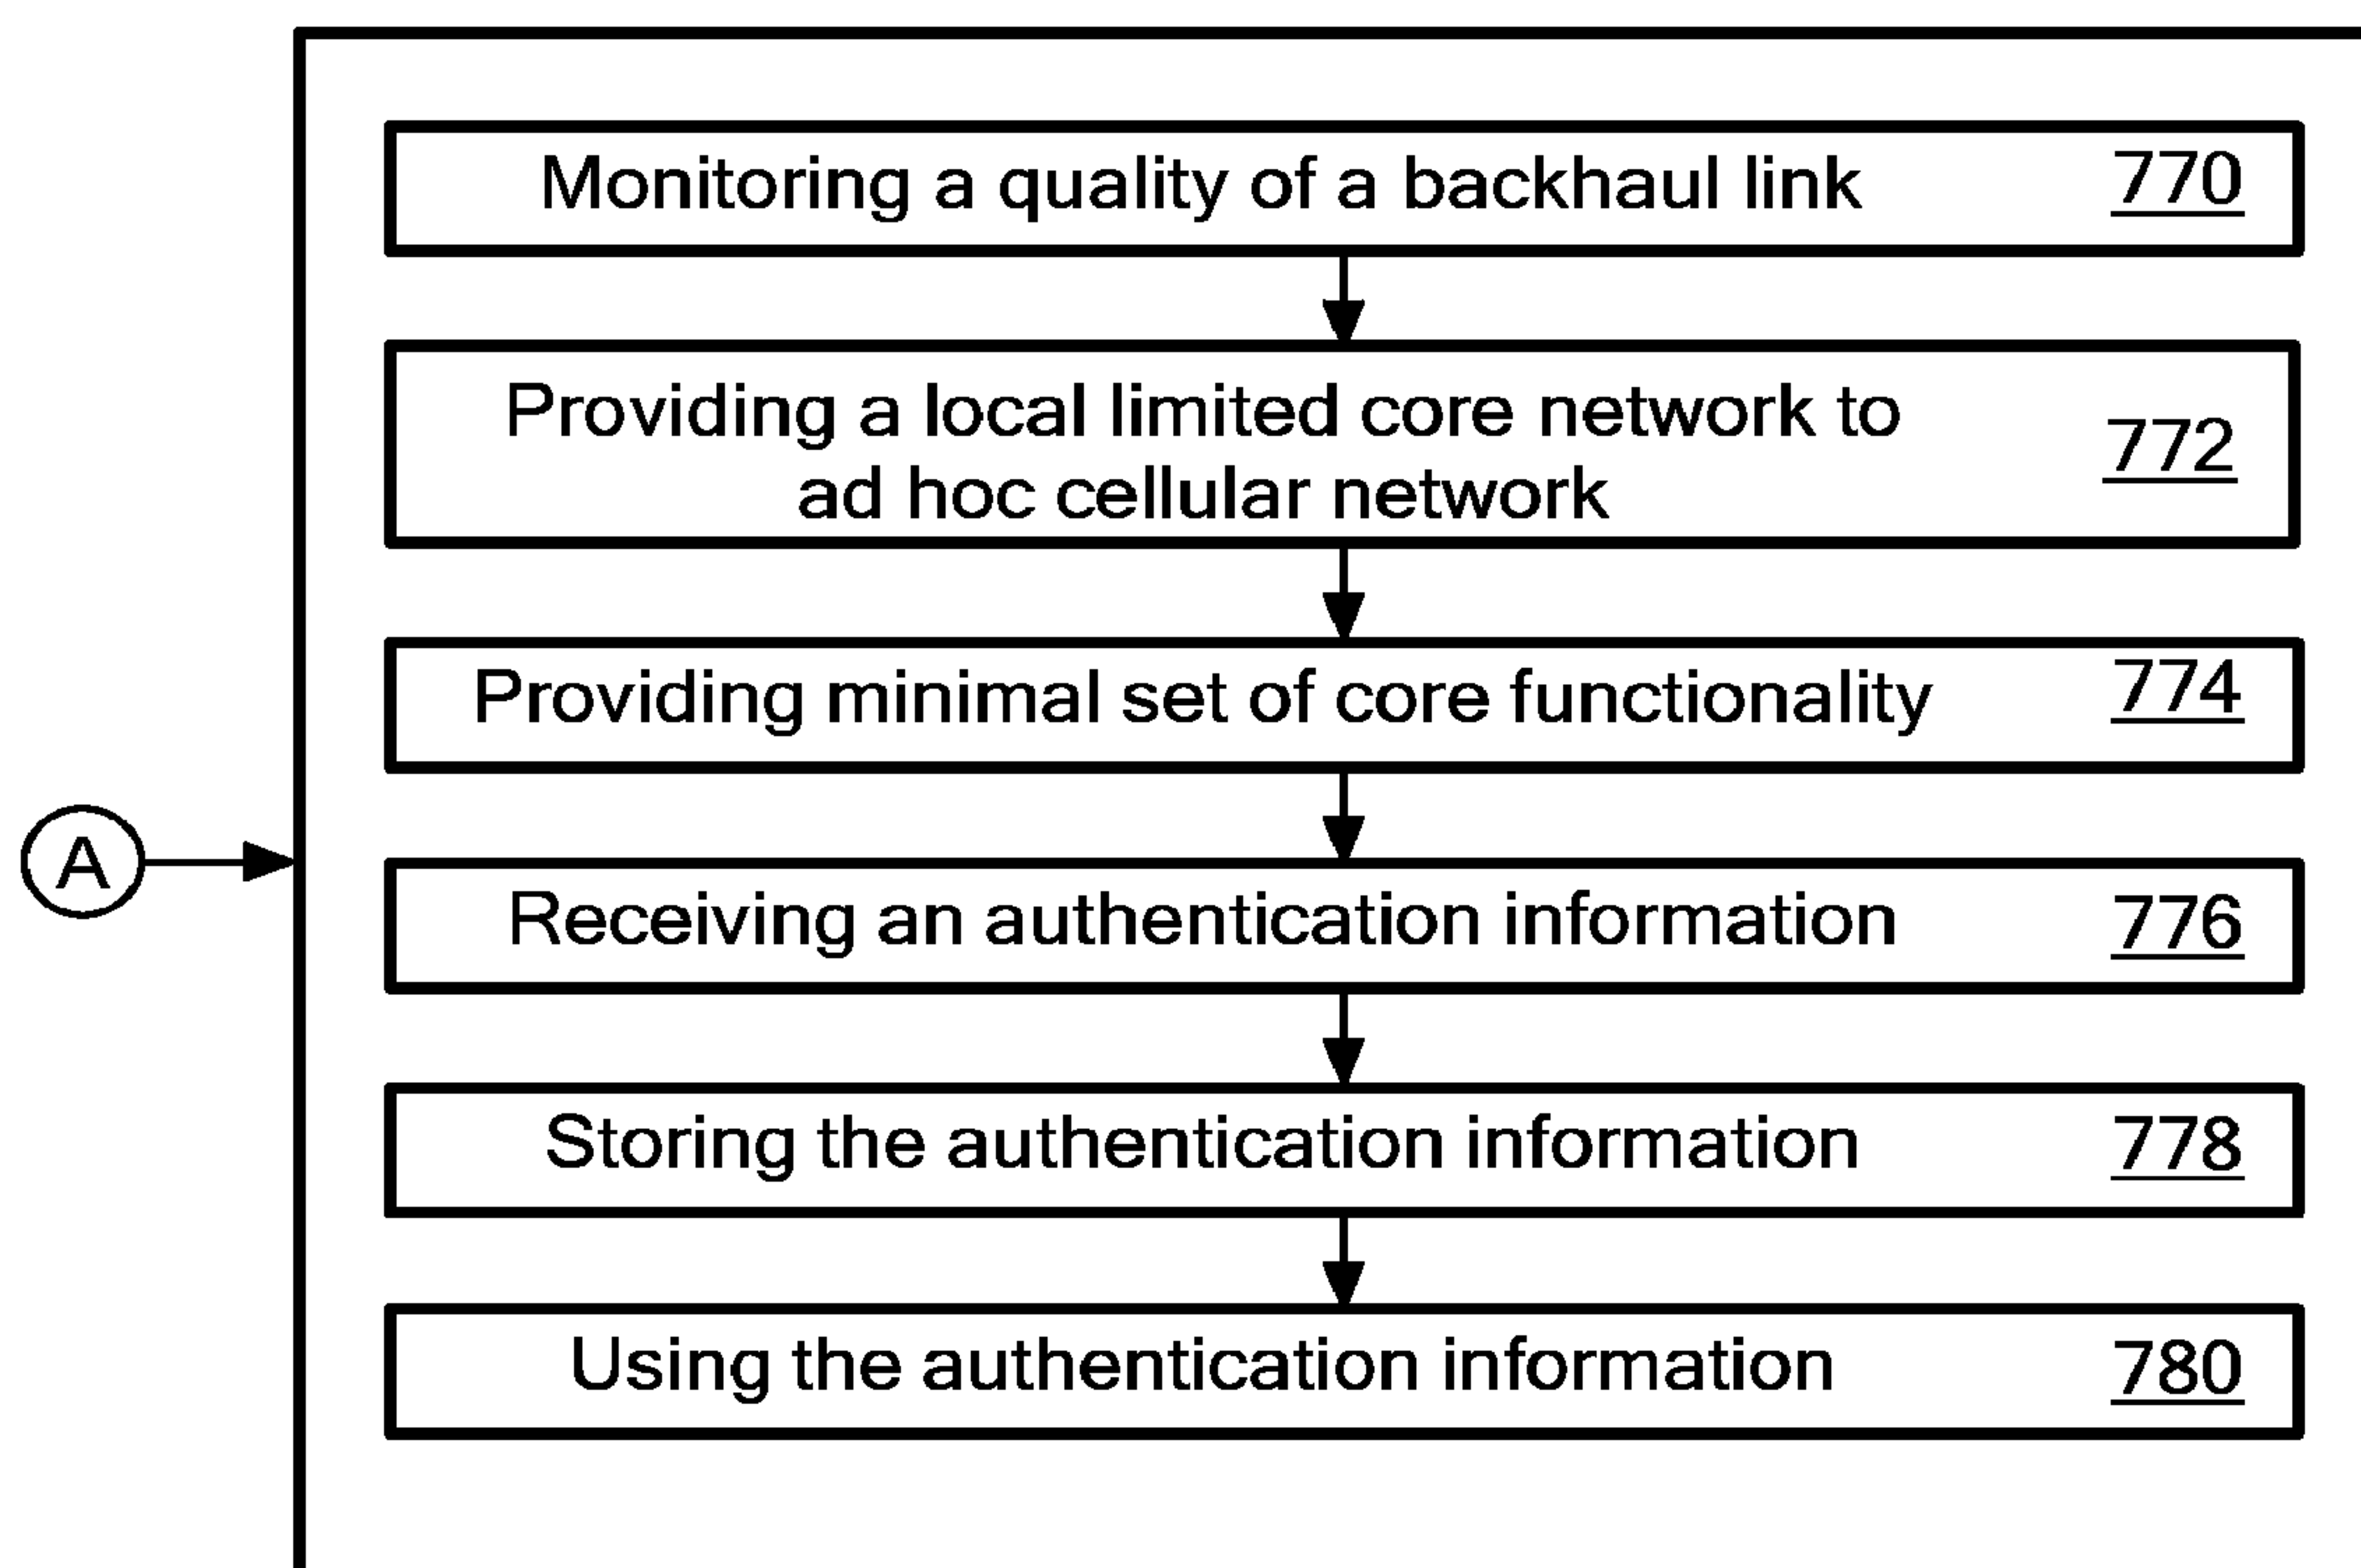 Monitoring a quality of a backhaul link 770
Providing a local limited core network to
ad hoc cellular network 772
Providing minimal set of core functionality 774
A
Receiving an authentication information 776
Storing the authentication information 778
Using the authentication information 780